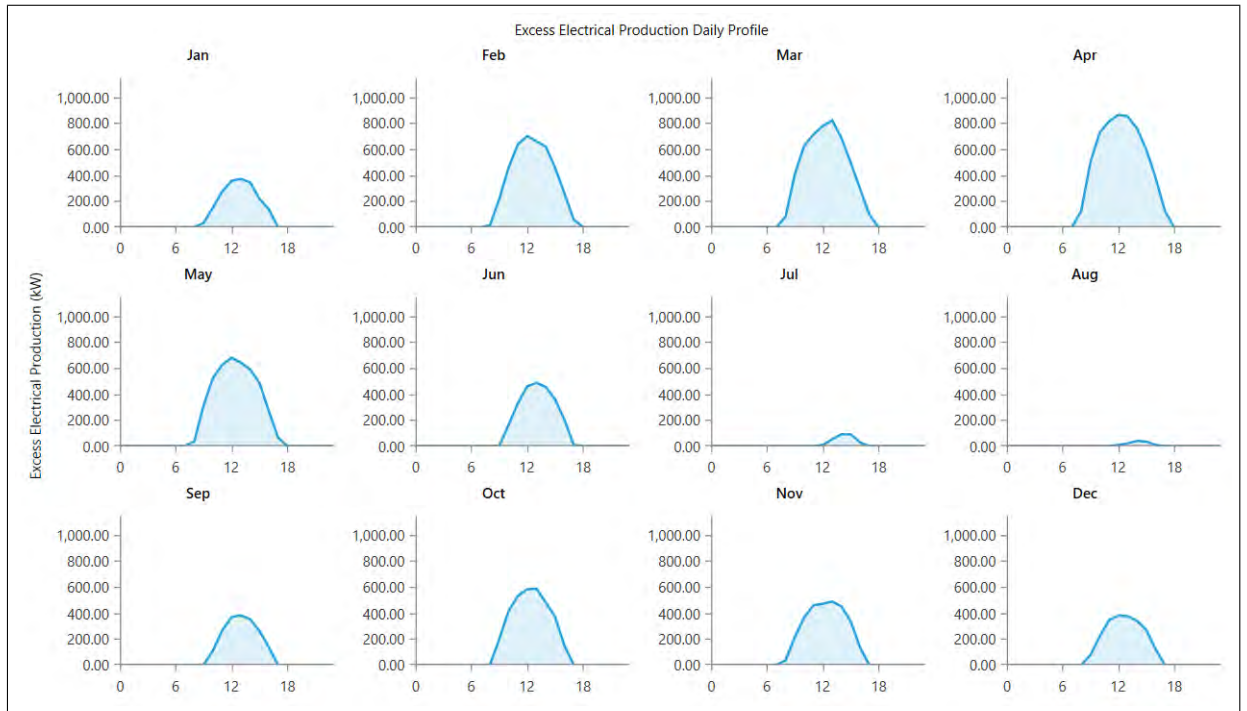 Excess Electrical Production Daily Profile
Jan Feb Mar Apr
1,000.00 1,000.00 1,000.00 1,000.00
800.00 800.00 800.00 800.00
600.00 600.00 600.00 600.00
400.00 400.00 400.00 400.00
200.00 200.00 200.00 200.00
0.00 0.00 0.00 0.00
0 6 12 18 0 6 12 18 0 6 12 18 0 6 12 18
Excess Electrical Production (kW)
May Jun Jul Aug
1,000.00 1,000.00 1,000.00 1,000.00
800.00 800.00 800.00 800.00
600.00 600.00 600.00 600.00
400.00 400.00 400.00 400.00
200.00 200.00 200.00 200.00
0.00 0.00 0.00 0.00
0 6 12 18 0 6 12 18 0 6 12 18 0 6 12 18
Sep Oct Nov Dec
1,000.00 1,000.00 1,000.00 1,000.00
800.00 800.00 800.00 800.00
600.00 600.00 600.00 600.00
400.00 400.00 400.00 400.00
200.00 200.00 200.00 200.00
0.00 0.00 0.00 0.00
0 6 12 18 0 6 12 18 0 6 12 18 0 6 12 18